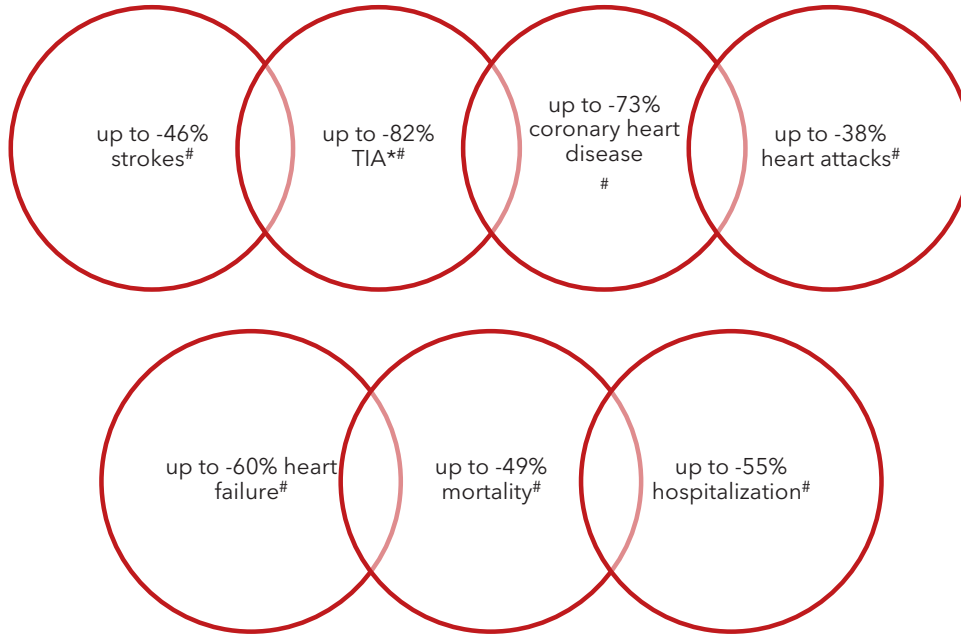 up to -46%
strokes#
up to -82%
TIA*#
up to -73%
coronary heart
disease
#
up to -38%
heart attacks#
up to -60% heart
failure#
up to -49%
mortality#
up to -55%
hospitalization#